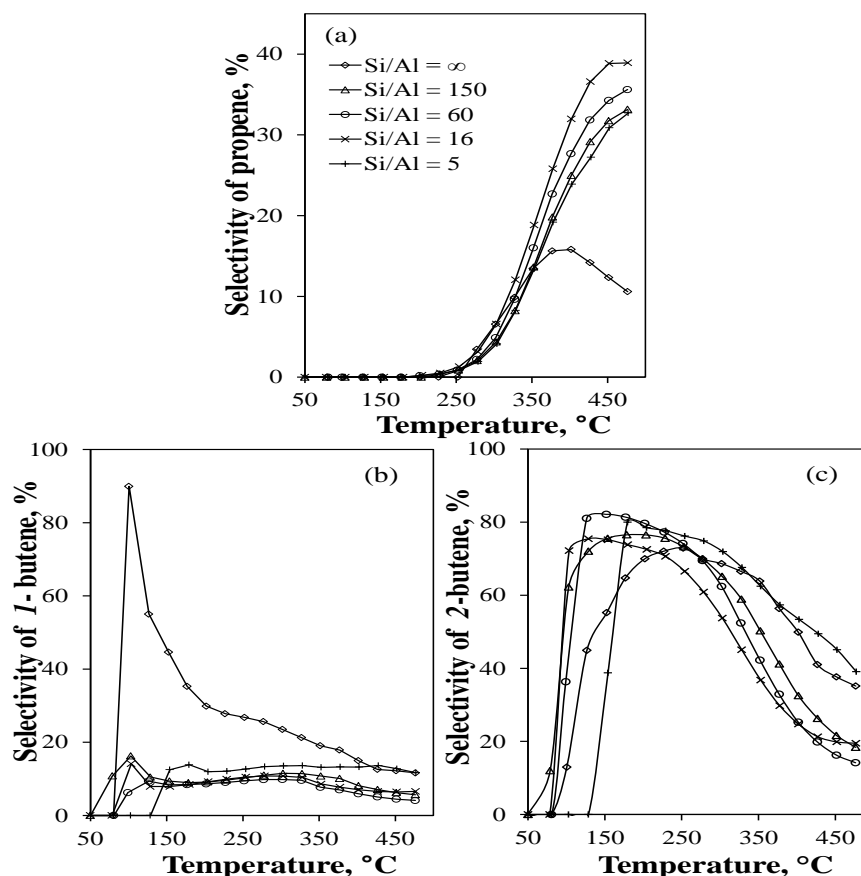 (a)
Si/Al = ∞
Si/Al = 150
Si/Al = 60
Si/Al = 16
Si/Al = 5
Selectivity of propene, %
40
30
20
10
0
50 150 250 350 450
Temperature, °C
(b)
Selectivity of 1- butene, %
100
80
60
40
20
0
50 150 250 350 450
Temperature, °C
(c)
Selectivity of 2-butene, %
100
80
60
40
20
0
50 150 250 350 450
Temperature, °C